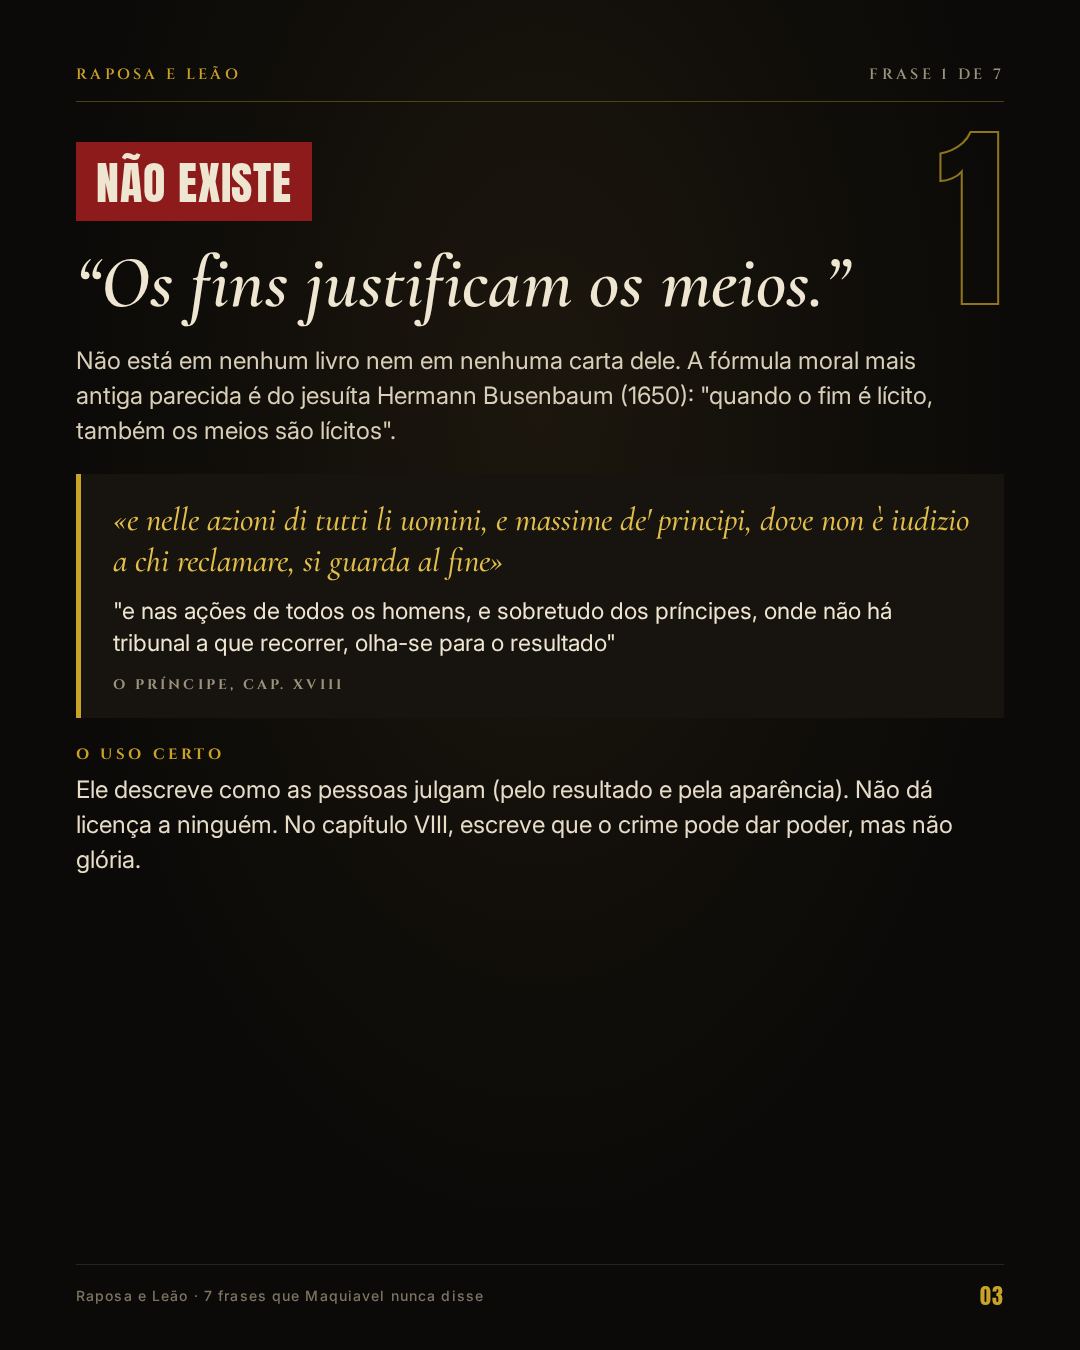 RAPOSA E LEÃO
FRASE 1 DE 7
NÃO EXISTE
1
“Os fins justificam os meios.”
Não está em nenhum livro nem em nenhuma carta dele. A fórmula moral mais
antiga parecida é do jesuíta Hermann Busenbaum (1650): "quando o fim é lícito,
também os meios são lícitos".
«e nelle azioni di tutti li uomini, e massime de' principi, dove non è iudizio
a chi reclamare, si guarda al fine»
"e nas ações de todos os homens, e sobretudo dos príncipes, onde não há
tribunal a que recorrer, olha-se para o resultado"
O PRÍNCIPE, CAP. XVIII
O USO CERTO
Ele descreve como as pessoas julgam (pelo resultado e pela aparência). Não dá
licença a ninguém. No capítulo VIII, escreve que o crime pode dar poder, mas não
glória.
Raposa e Leão · 7 frases que Maquiavel nunca disse
03